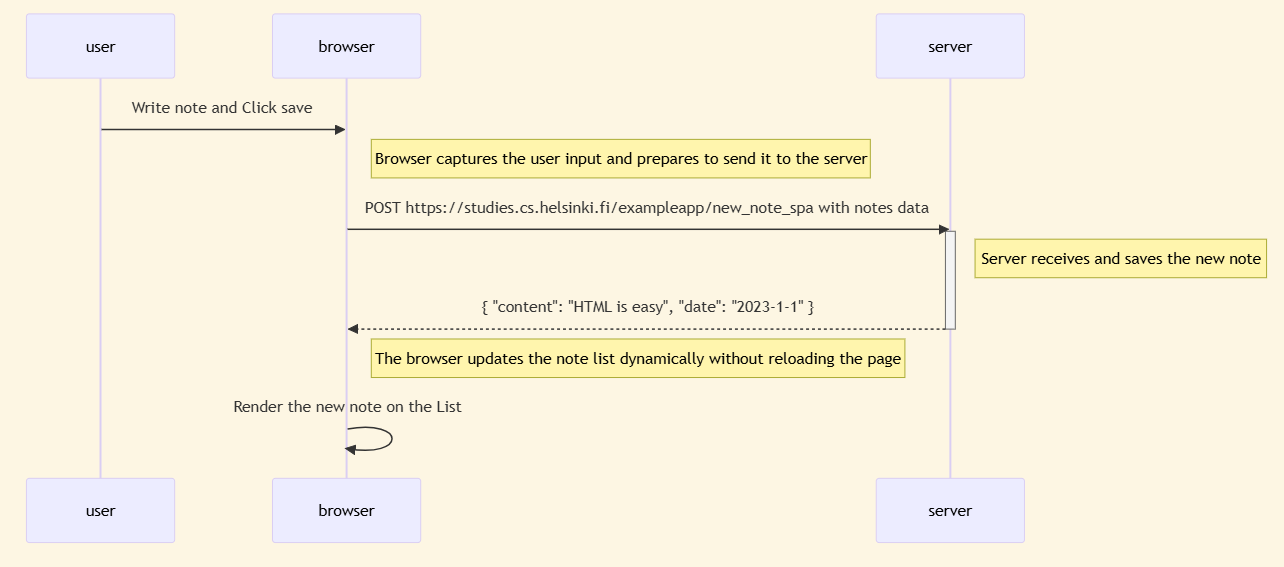 user
browser
server
Write note and Click save
Browser captures the user input and prepares to send it to the server
POST https://studies.cs.helsinki.fi/exampleapp/new_note_spa with notes data
Server receives and saves the new note
{ "content": "HTML is easy", "date": "2023-1-1" }
The browser updates the note list dynamically without reloading the page
Render the new note on the List
user
browser
server